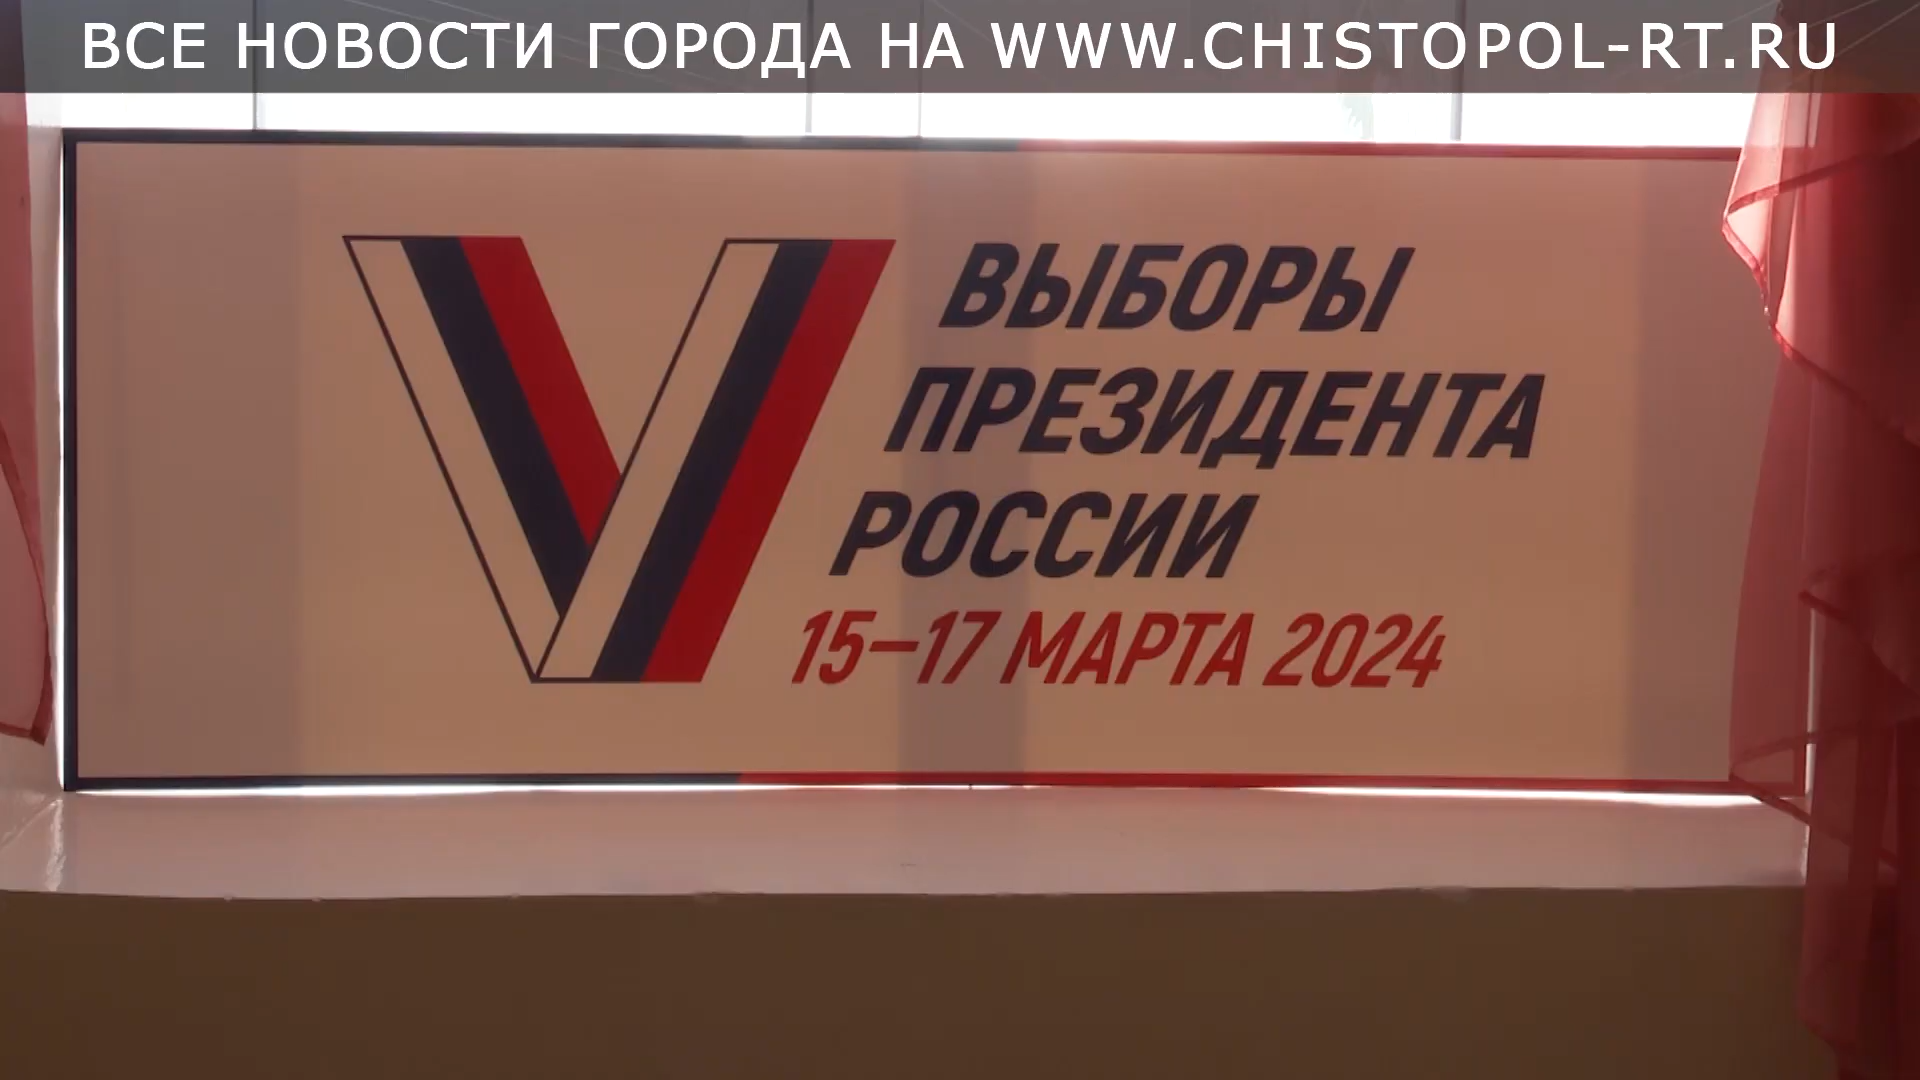 ВСЕ НОВОСТИ ГОРОДА НА WWW.CHISTOPOL-RT.RU
ВЫБОРЫ
ПРЕЗИДЕНТА
РОССИИ
15–17 МАРТА 2024